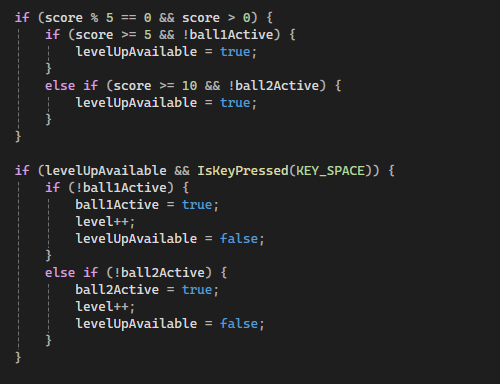 if (score % 5 == 0 && score > 0) {
    if (score >= 5 && !ball1Active) {
        levelUpAvailable = true;
    }
    else if (score >= 10 && !ball2Active) {
        levelUpAvailable = true;
    }
}

if (levelUpAvailable && IsKeyPressed(KEY_SPACE)) {
    if (!ball1Active) {
        ball1Active = true;
        level++;
        levelUpAvailable = false;
    }
    else if (!ball2Active) {
        ball2Active = true;
        level++;
        levelUpAvailable = false;
    }
}